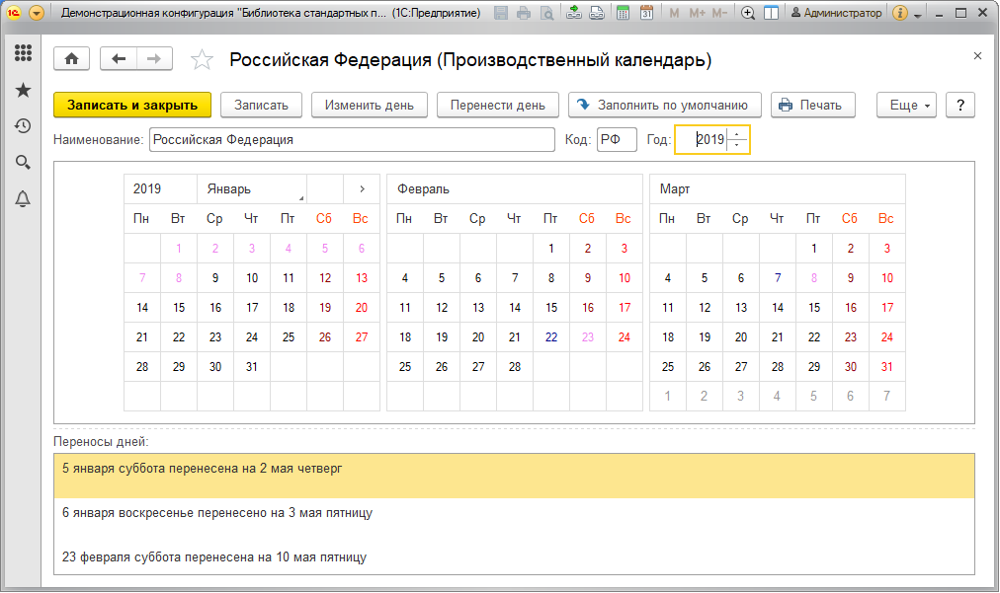 Демонстрационная конфигурация "Библиотека стандартных п... (1С:Предприятие) 31 M M+ M- Администратор
Российская Федерация (Производственный календарь)
Записать и закрыть Записать Изменить день Перенести день Заполнить по умолчанию Печать Еще ?
Наименование: Российская Федерация Код: РФ Год: 2019
2019 Январь Февраль Март
Пн Вт Ср Чт Пт Сб Вс Пн Вт Ср Чт Пт Сб Вс Пн Вт Ср Чт Пт Сб Вс
1 2 3 4 5 6 1 2 3 1 2 3
7 8 9 10 11 12 13 4 5 6 7 8 9 10 4 5 6 7 8 9 10
14 15 16 17 18 19 20 11 12 13 14 15 16 17 11 12 13 14 15 16 17
21 22 23 24 25 26 27 18 19 20 21 22 23 24 18 19 20 21 22 23 24
28 29 30 31 25 26 27 28 25 26 27 28 29 30 31
1 2 3 4 5 6 7
Переносы дней:
5 января суббота перенесена на 2 мая четверг
6 января воскресенье перенесено на 3 мая пятницу
23 февраля суббота перенесена на 10 мая пятницу